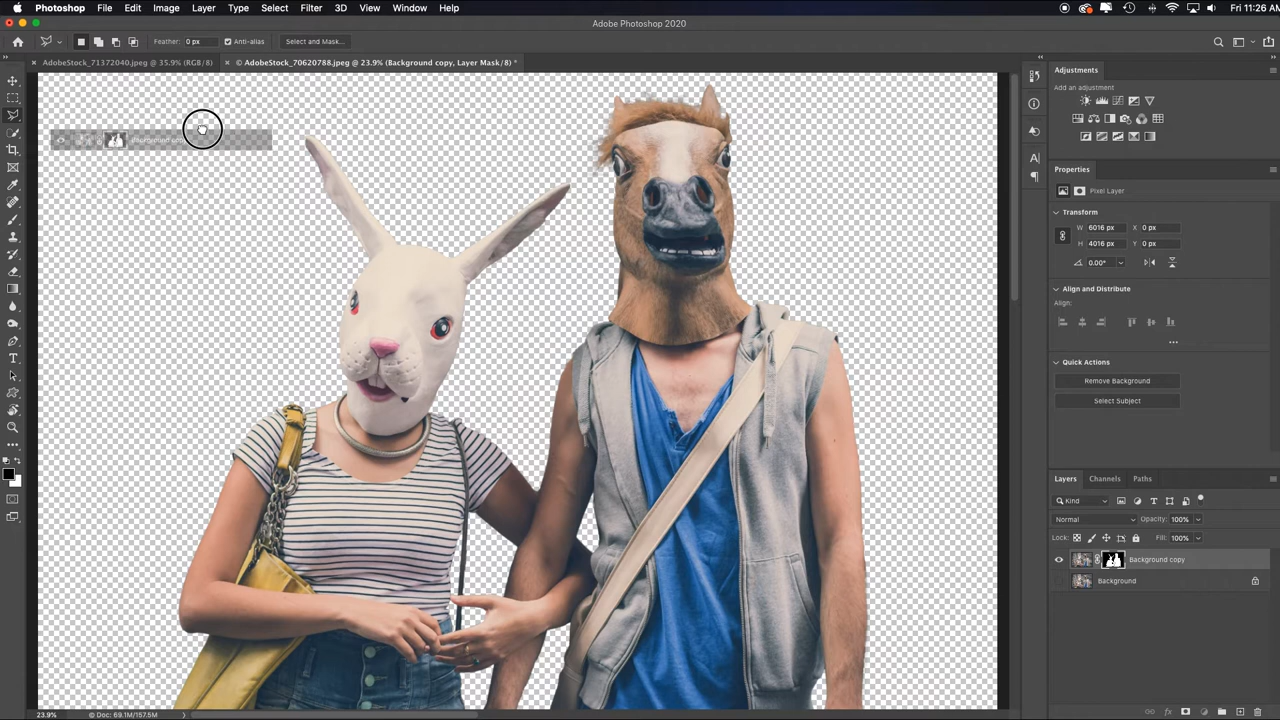 Photoshop File Edit Image Layer Type Select Filter 3D View Window Help Fri 11:26 AM
Adobe Photoshop 2020
Feather: 0 px Anti-alias Select and Mask...
AdobeStock_71372040.jpeg @ 35.9% (RGB/8) © AdobeStock_70620788.jpeg @ 23.9% (Background copy, Layer Mask/8) *
Adjustments
Add an adjustment
Background copy
Properties
Pixel Layer
Transform
W 6016 px X 0 px
H 4016 px Y 0 px
0.00°
Align and Distribute
Align:
Quick Actions
Remove Background
Select Subject
Layers Channels Paths
Kind
Normal Opacity: 100%
Lock: Fill: 100%
Background copy
Background
23.9% Doc: 69.1M/157.5M